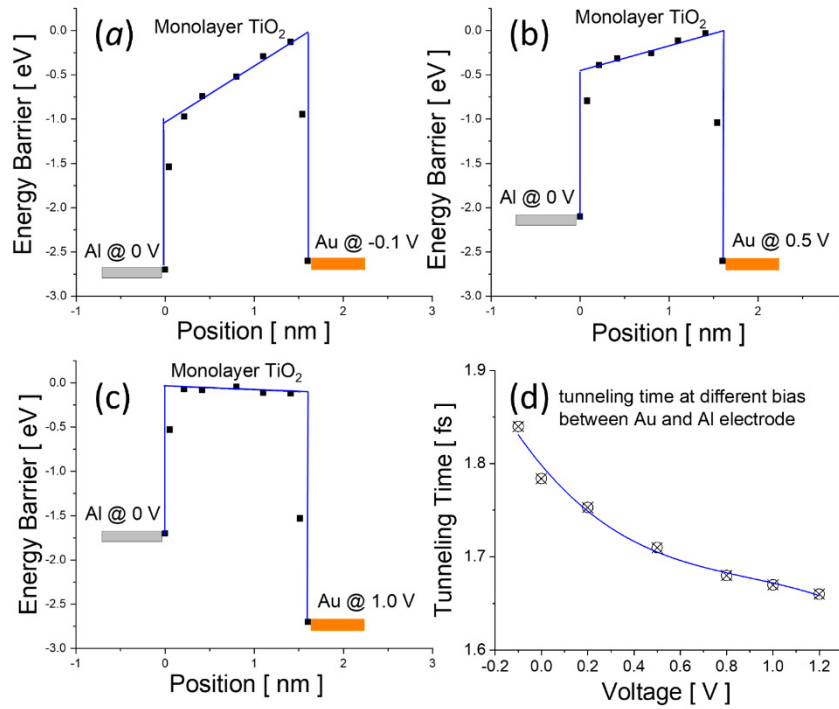 (a)
Monolayer TiO2
Energy Barrier [ eV ]
0.0
-0.5
-1.0
-1.5
-2.0
-2.5
-3.0
Al @ 0 V
Au @ -0.1 V
-1
0
1
2
3
Position [ nm ]
(b)
Monolayer TiO2
Energy Barrier [ eV ]
0.0
-0.5
-1.0
-1.5
-2.0
-2.5
-3.0
Al @ 0 V
Au @ 0.5 V
-1
0
1
2
3
Position [ nm ]
(c)
Monolayer TiO2
Energy Barrier [ eV ]
0.0
-0.5
-1.0
-1.5
-2.0
-2.5
-3.0
Al @ 0 V
Au @ 1.0 V
-1
0
1
2
3
Position [ nm ]
(d)
tunneling time at different bias
between Au and Al electrode
Tunneling Time [ fs ]
1.9
1.8
1.7
1.6
-0.2
0.0
0.2
0.4
0.6
0.8
1.0
1.2
Voltage [ V ]